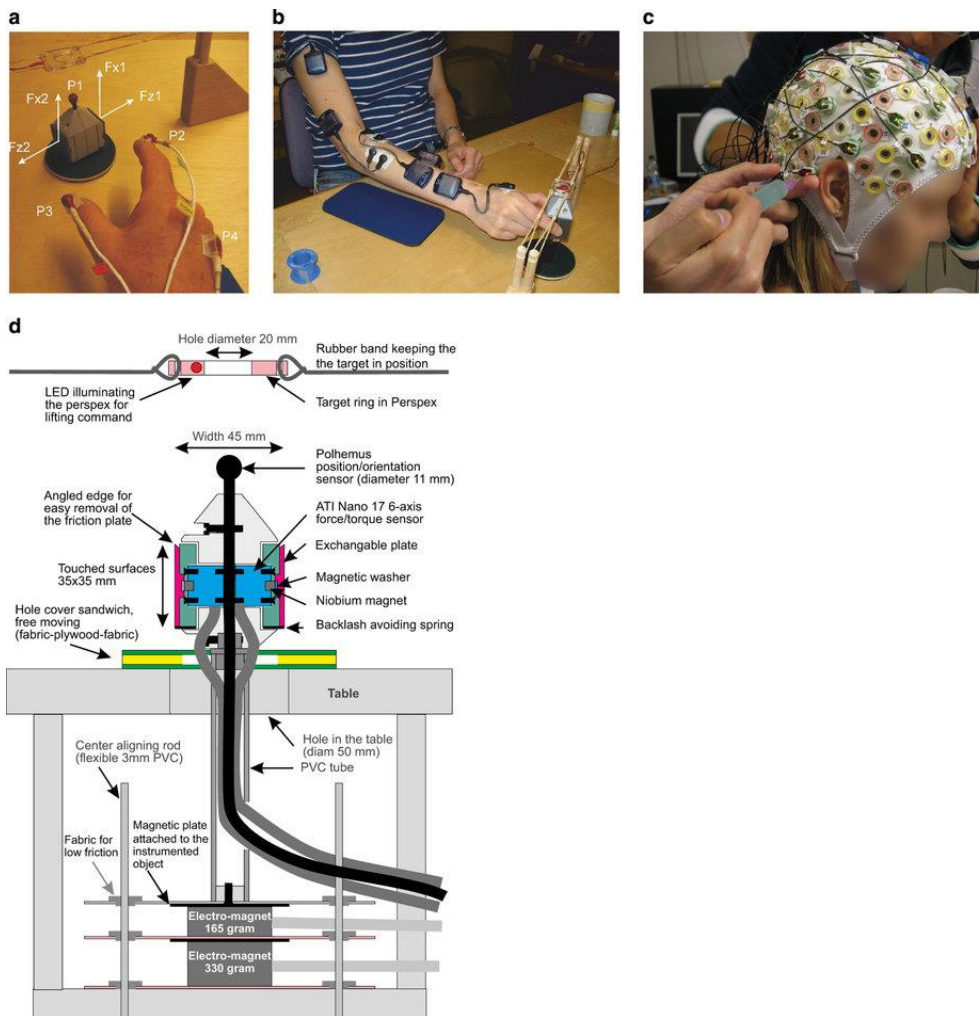 a
Fx1
P1
Fx2
Fz1
P2
Fz2
P3
P4
b
c
d
Hole diameter 20 mm
Rubber band keeping the
the target in position
LED illuminating
the perspex for
lifting command
Target ring in Perspex
Width 45 mm
Polhemus
position/orientation
sensor (diameter 11 mm)
Angled edge for
easy removal of
the friction plate
ATI Nano 17 6-axis
force/torque sensor
Exchangable plate
Touched surfaces
35x35 mm
Magnetic washer
Niobium magnet
Hole cover sandwich,
free moving
(fabric-plywood-fabric)
Backlash avoiding spring
Table
Center aligning rod
(flexible 3mm PVC)
Hole in the table
(diam 50 mm)
PVC tube
Fabric for
low friction
Magnetic plate
attached to the
instrumented
object
Electro-magnet
165 gram
Electro-magnet
330 gram